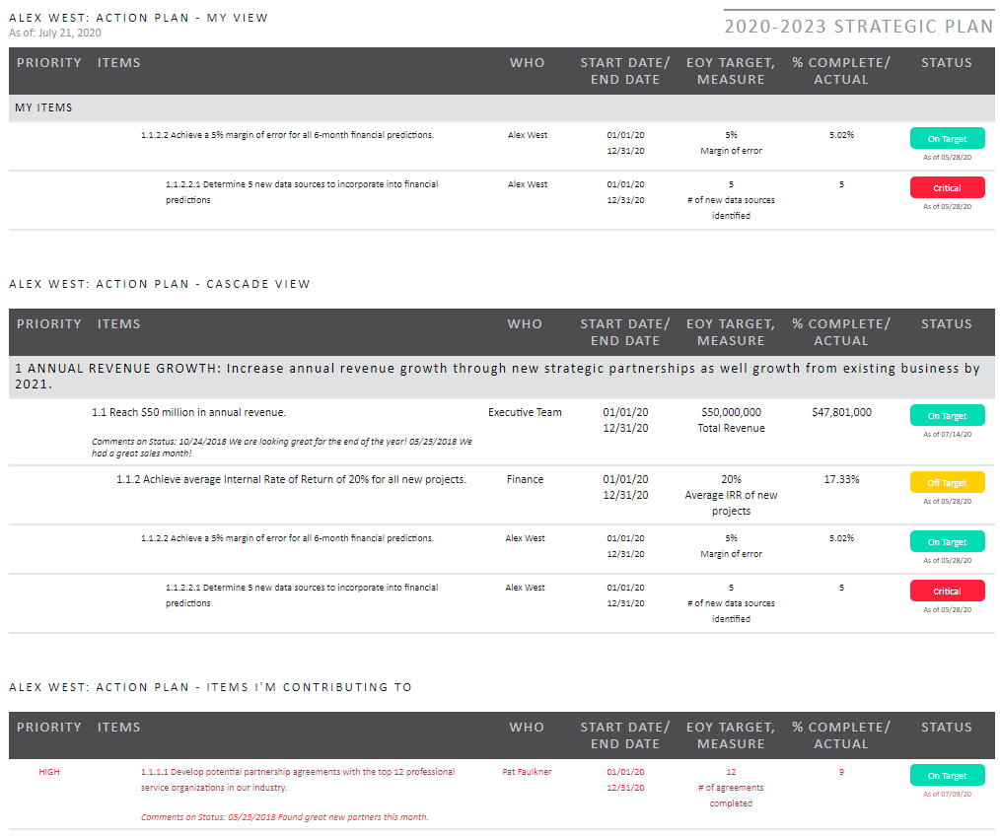 ALEX WEST: ACTION PLAN - MY VIEW
As of: July 21, 2020
2020-2023 STRATEGIC PLAN
PRIORITY ITEMS WHO START DATE/ EOY TARGET, % COMPLETE/ STATUS
END DATE MEASURE ACTUAL
MY ITEMS
1.1.2.2 Achieve a 5% margin of error for all 6-month financial predictions. Alex West 01/01/20 5% 5.02% On Target
12/31/20 Margin of error As of 05/28/20
1.1.2.2.1 Determine 5 new data sources to incorporate into financial Alex West 01/01/20 5 5 Critical
predictions 12/31/20 # of new data sources As of 05/28/20
identified
ALEX WEST: ACTION PLAN - CASCADE VIEW
PRIORITY ITEMS WHO START DATE/ EOY TARGET, % COMPLETE/ STATUS
END DATE MEASURE ACTUAL
1 ANNUAL REVENUE GROWTH: Increase annual revenue growth through new strategic partnerships as well growth from existing business by
2021.
1.1 Reach $50 million in annual revenue. Executive Team 01/01/20 $50,000,000 $47,801,000 On Target
12/31/20 Total Revenue As of 07/14/20
Comments on Status: 10/24/2018 We are looking great for the end of the year! 05/25/2018 We
had a great sales month!
1.1.2 Achieve average Internal Rate of Return of 20% for all new projects. Finance 01/01/20 20% 17.33% Off Target
12/31/20 Average IRR of new As of 05/28/20
projects
1.1.2.2 Achieve a 5% margin of error for all 6-month financial predictions. Alex West 01/01/20 5% 5.02% On Target
12/31/20 Margin of error As of 05/28/20
1.1.2.2.1 Determine 5 new data sources to incorporate into financial Alex West 01/01/20 5 5 Critical
predictions 12/31/20 # of new data sources As of 05/28/20
identified
ALEX WEST: ACTION PLAN - ITEMS I'M CONTRIBUTING TO
PRIORITY ITEMS WHO START DATE/ EOY TARGET, % COMPLETE/ STATUS
END DATE MEASURE ACTUAL
HIGH 1.1.1.1 Develop potential partnership agreements with the top 12 professional Pat Faulkner 01/01/20 12 9 On Target
service organizations in our industry. 12/31/20 # of agreements As of 07/09/20
completed
Comments on Status: 05/25/2018 Found great new partners this month.